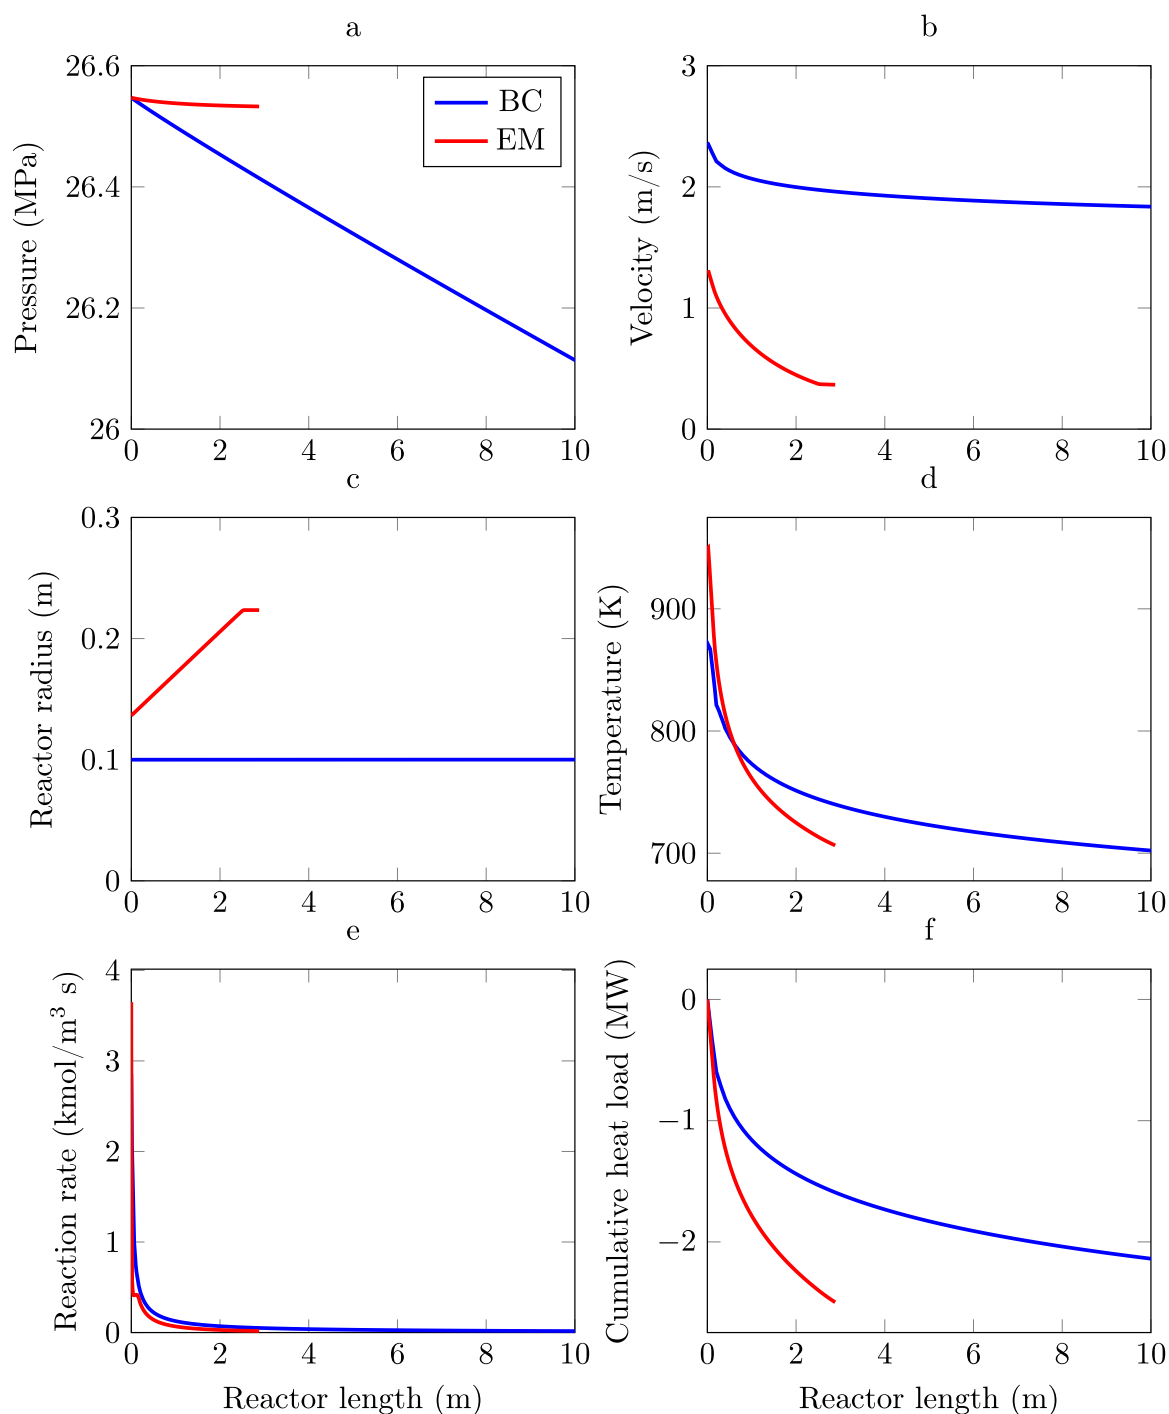 a
26.6
26.4
26.2
26
0 2 4 6 8 10
Pressure (MPa)
BC
EM
b
3
2
1
0
0 2 4 6 8 10
Velocity (m/s)
c
0.3
0.2
0.1
0
0 2 4 6 8 10
Reactor radius (m)
d
900
800
700
0 2 4 6 8 10
Temperature (K)
e
4
3
2
1
0
0 2 4 6 8 10
Reaction rate (kmol/m³ s)
Reactor length (m)
f
0
−1
−2
0 2 4 6 8 10
Cumulative heat load (MW)
Reactor length (m)